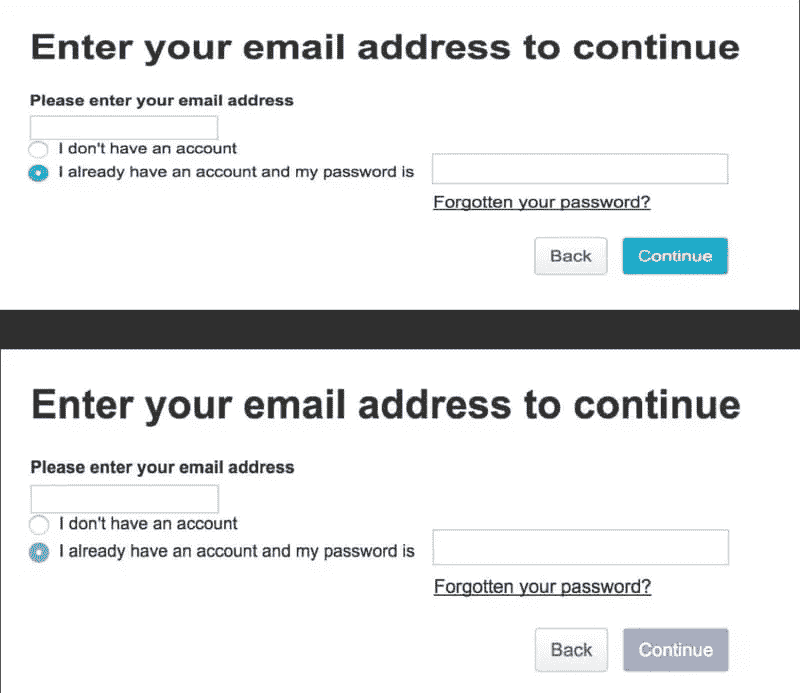 Enter your email address to continue
Please enter your email address
I don't have an account
I already have an account and my password is
Forgotten your password?
Back Continue
Enter your email address to continue
Please enter your email address
I don't have an account
I already have an account and my password is
Forgotten your password?
Back Continue